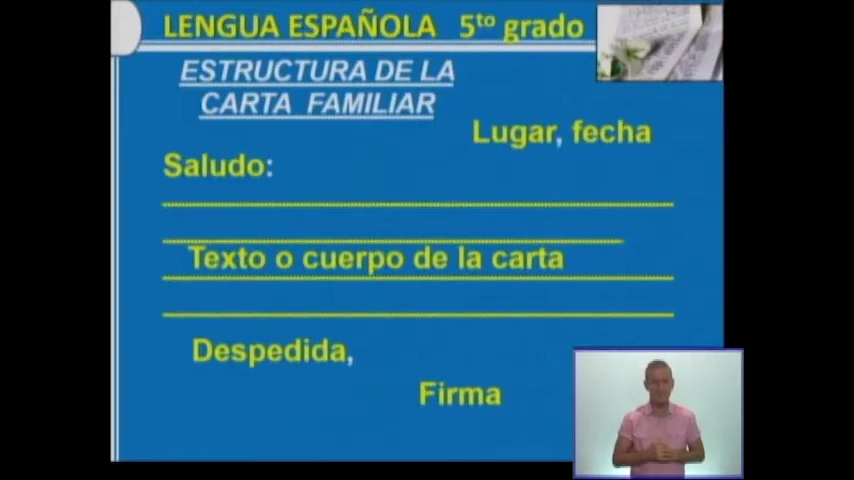 LENGUA ESPAÑOLA 5to grado
ESTRUCTURA DE LA
CARTA FAMILIAR
Lugar, fecha
Saludo:
Texto o cuerpo de la carta
Despedida,
Firma